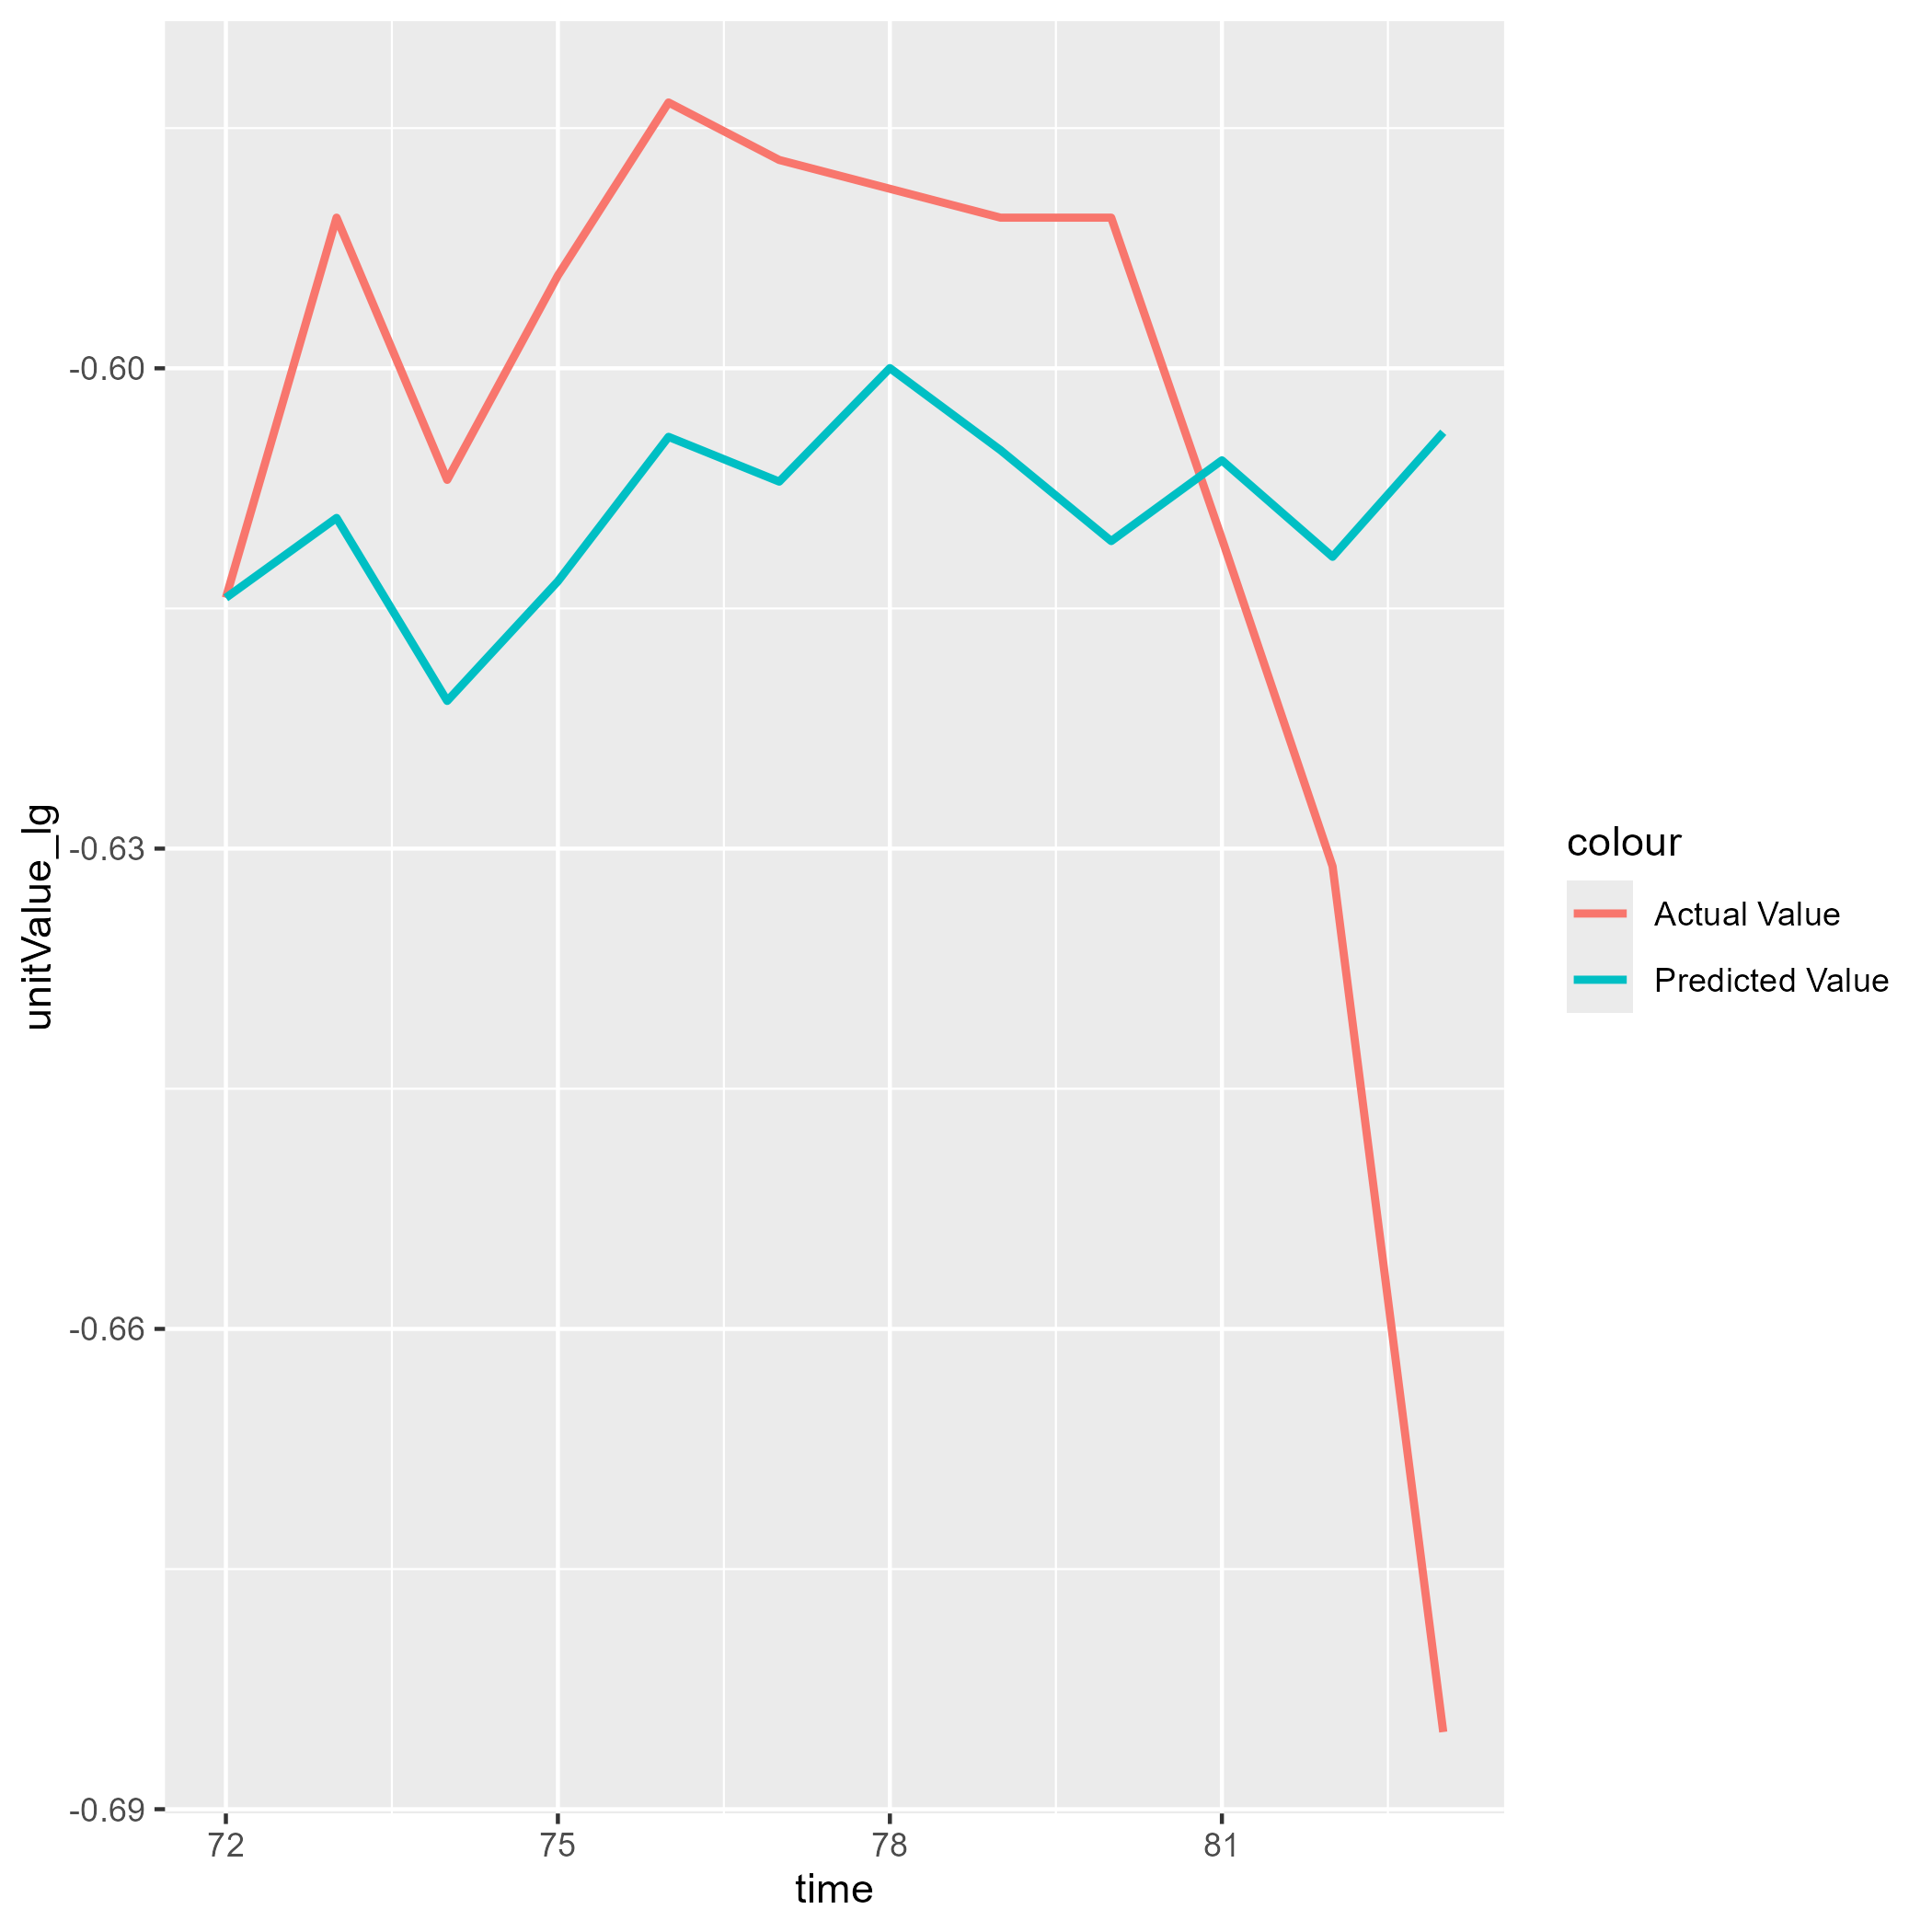 unitValue_lg
-0.60
-0.63
-0.66
-0.69
72 75 78 81
time
colour
Actual Value
Predicted Value